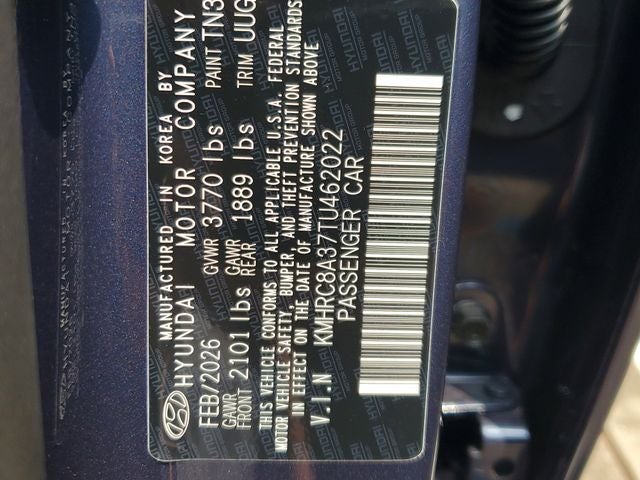 MANUFACTURED IN KOREA BY
HYUNDAI MOTOR COMPANY
FEB/2026 GVWR 3770 lbs PAINT TN3
GAWR FRONT 2101 lbs GAWR REAR 1889 lbs TRIM UUG
THIS VEHICLE CONFORMS TO ALL APPLICABLE U.S.A. FEDERAL
MOTOR VEHICLE SAFETY, BUMPER, AND THEFT PREVENTION STANDARDS
IN EFFECT ON THE DATE OF MANUFACTURE SHOWN ABOVE
V.I.N KMHRC8A37TU462022
PASSENGER CAR